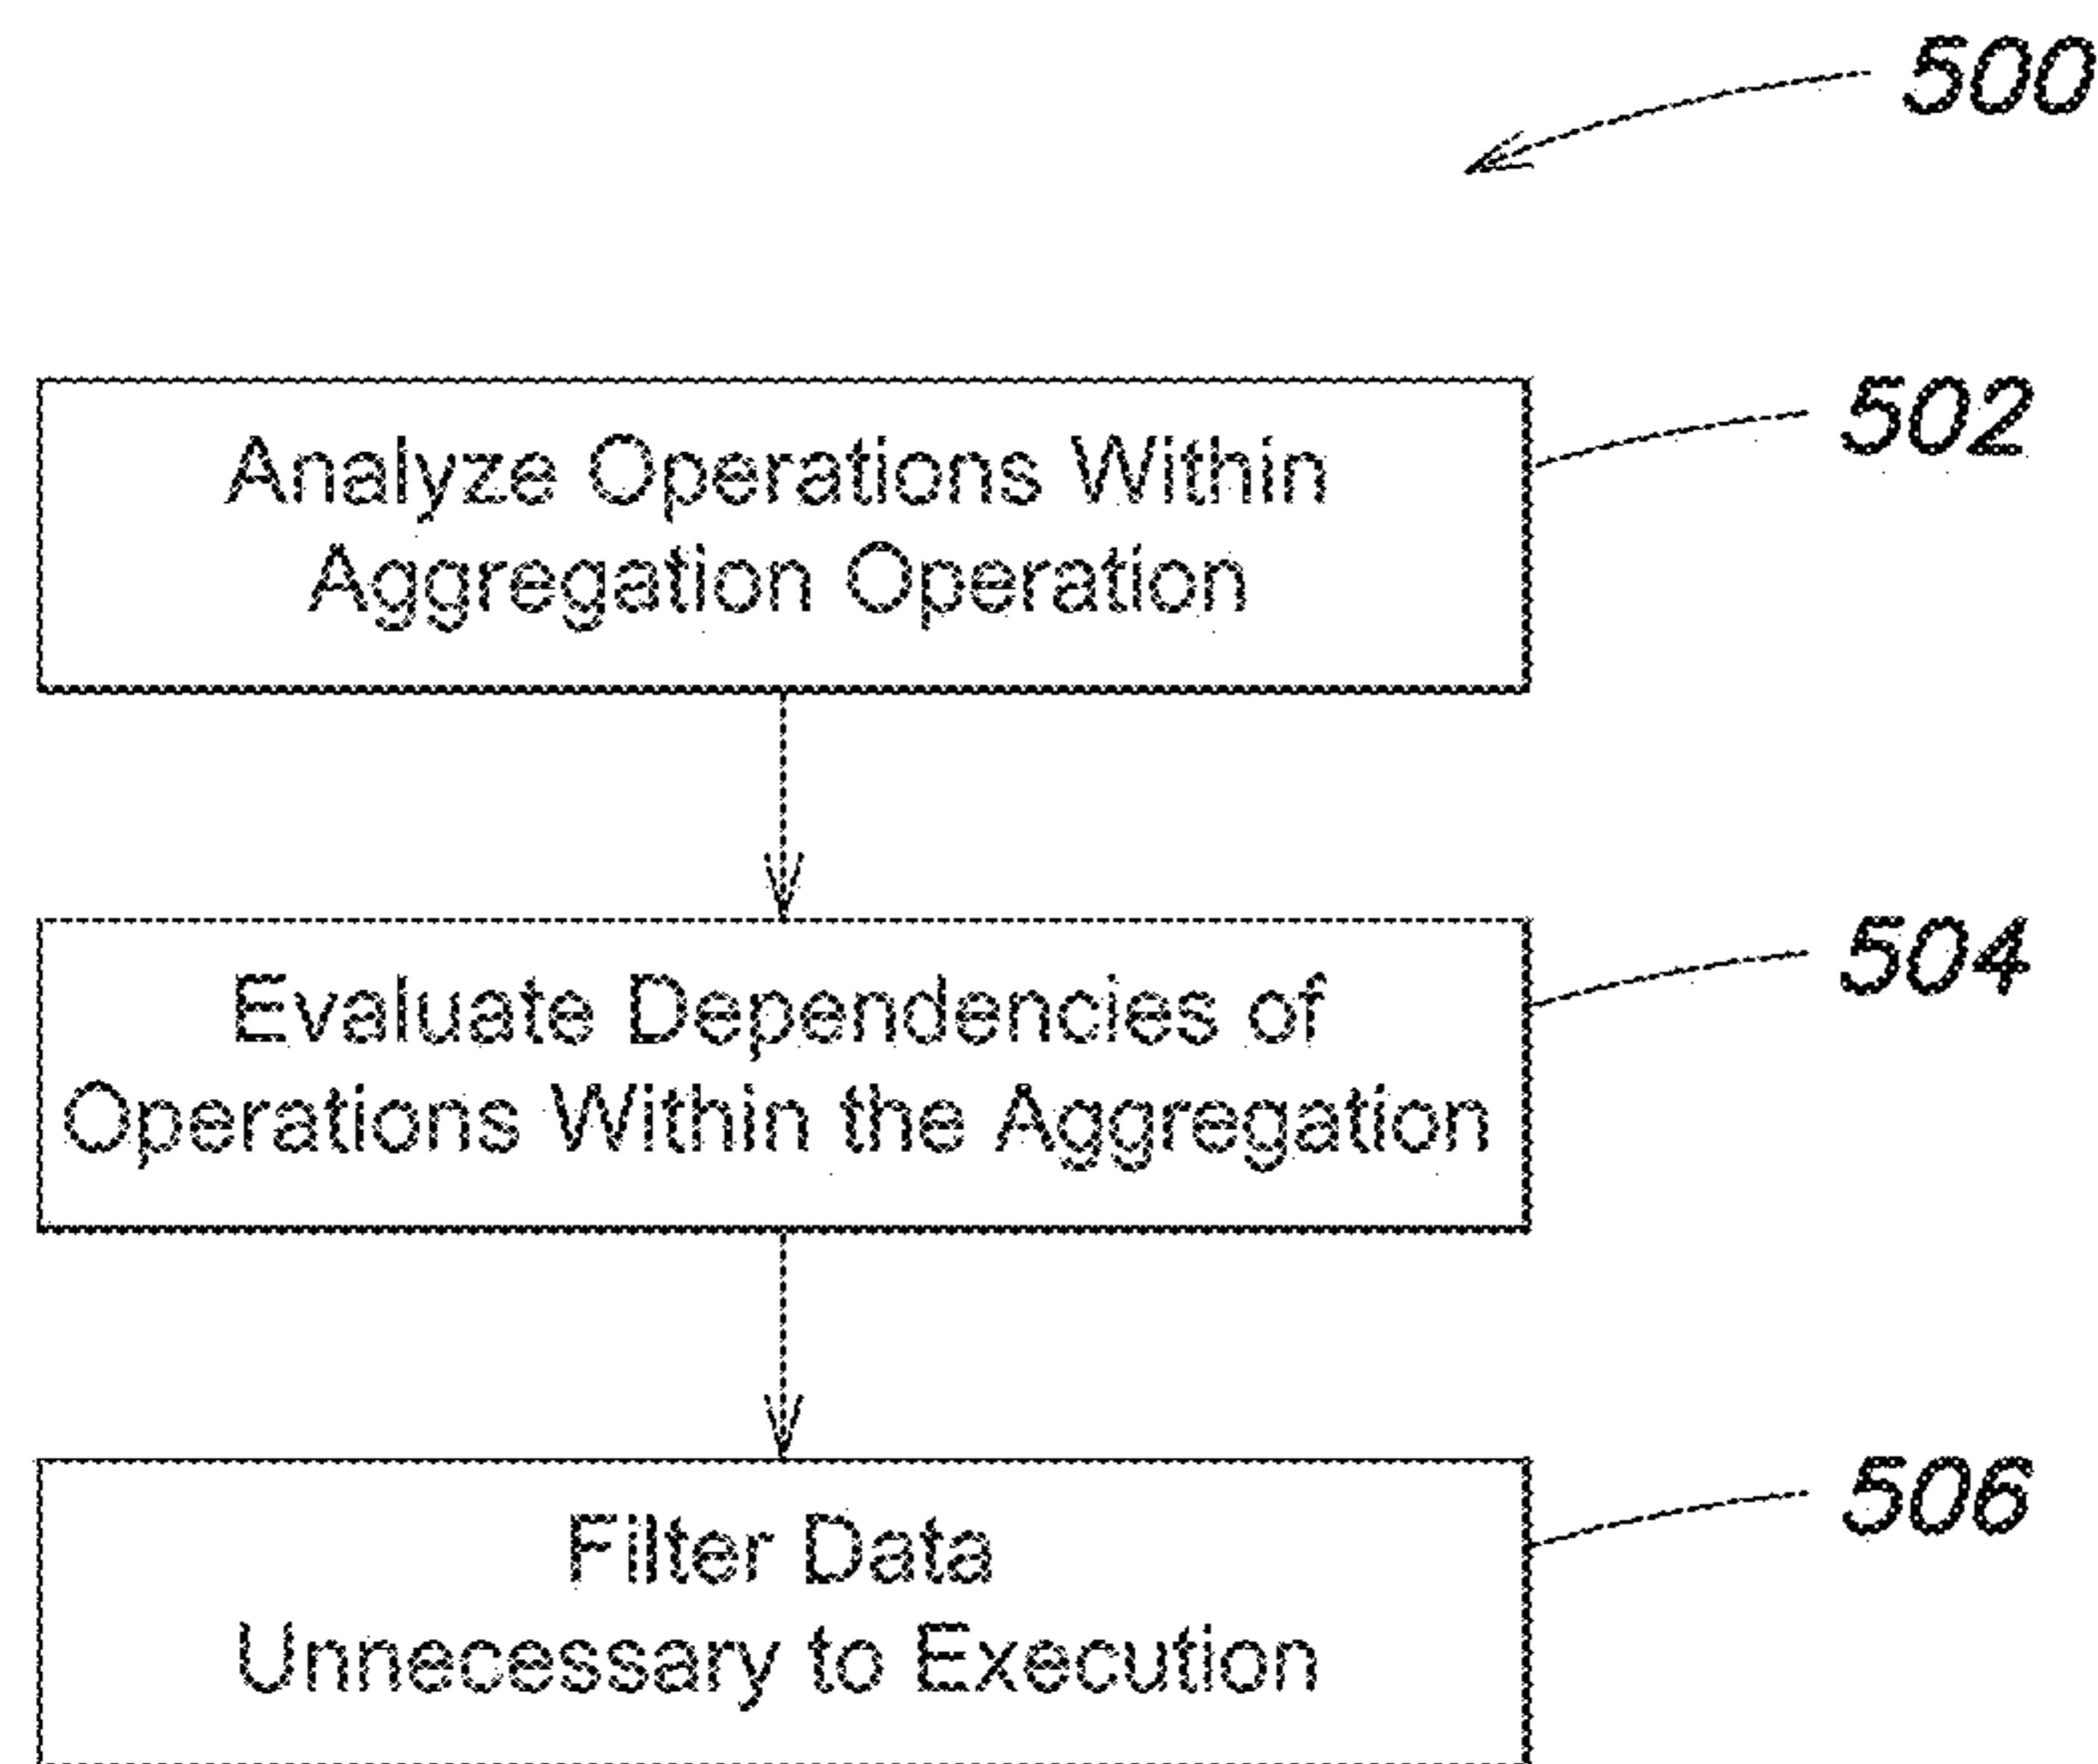 500
Analyze Operations Within
Aggregation Operation
502
Evaluate Dependencies of
Operations Within the Aggregation
504
Filter Data
Unnecessary to Execution
506